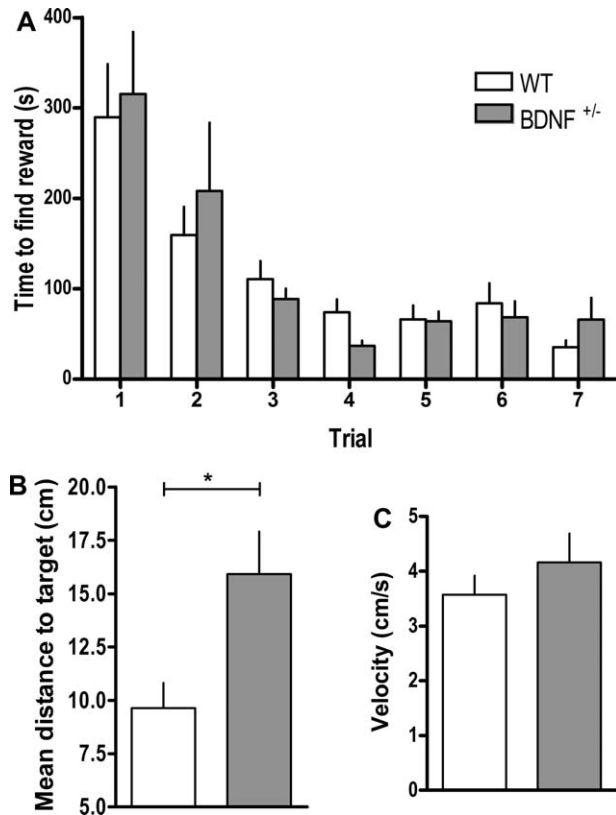 A
400
300
200
100
0
Time to find reward (s)
WT
BDNF +/-
1 2 3 4 5 6 7
Trial
B
20.0
17.5
15.0
12.5
10.0
7.5
5.0
Mean distance to target (cm)
*
C
5
4
3
2
1
0
Velocity (cm/s)